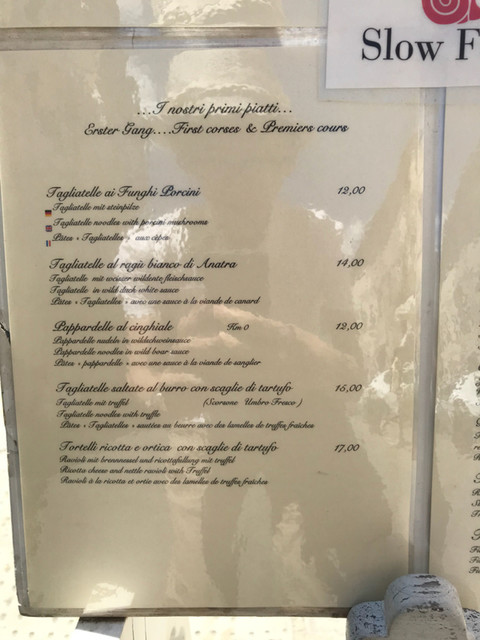 Slow F
...I nostri primi piatti...
Erster Gang....First corses & Premiers cours
Tagliatelle ai Funghi Porcini 12,00
Tagliatelle mit steinpilze
Tagliatelle noodles with porcini mushrooms
Pâtes « Tagliatelles » aux cèpes
Tagliatelle al ragù bianco di Anatra 14,00
Tagliatelle mit weisser wildente fleischsauce
Tagliatelle in wild duck white sauce
Pâtes « Tagliatelles » avec une sauce à la viande de canard
Pappardelle al cinghiale Km 0 12,00
Pappardelle nudeln in wildschweinsauce
Pappardelle noodles in wild boar sauce
Pâtes « pappardelle » avec une sauce à la viande de sanglier
Tagliatelle saltate al burro con scaglie di tartufo 15,00
Tagliatelle mit truffel (Scorsone Umbro Fresco )
Tagliatelle noodles with truffle
Pâtes « Tagliatelles » sautées au beurre avec des lamelles de truffes fraîches
Tortelli ricotta e ortica con scaglie di tartufo 17,00
Ravioli mit brennnessel und ricottafüllung mit truffel
Ricotta cheese and nettle ravioli with Truffel
Ravioli à la ricotta et ortie avec des lamelles de truffes fraîches